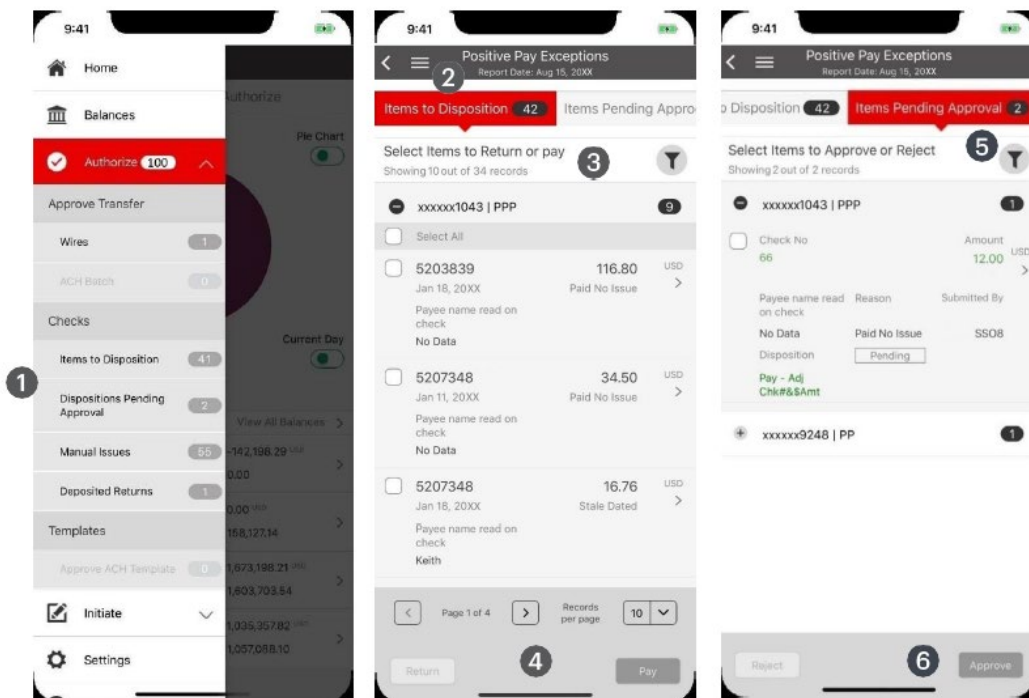 9:41
Home
Balances
Authorize 100
Approve Transfer
Wires 1
ACH Batch 0
Checks
Items to Disposition 41
1
Dispositions Pending
Approval 2
Manual Issues 55
Deposited Returns 1
Templates
Approve ACH Template 0
Initiate
Settings
Authorize
Pie Chart
Current Day
View All Balances
-142,198.29 USD
0.00
0.00 USD
158,127.14
1,673,198.21 USD
1,603,703.54
1,035,357.82 USD
1,057,088.10
9:41
Positive Pay Exceptions
2
Report Date: Aug 15, 20XX
Items to Disposition 42 Items Pending Appro
Select Items to Return or pay
3
Showing 10 out of 34 records
xxxxxx1043 | PPP 9
Select All
5203839 116.80 USD
Jan 18, 20XX Paid No Issue
Payee name read on
check
No Data
5207348 34.50 USD
Jan 11, 20XX Paid No Issue
Payee name read on
check
No Data
5207348 16.76 USD
Jan 18, 20XX Stale Dated
Payee name read on
check
Keith
Page 1 of 4 Records
per page 10
Return 4 Pay
9:41
Positive Pay Exceptions
Report Date: Aug 15, 20XX
o Disposition 42 Items Pending Approval 2
Select Items to Approve or Reject 5
Showing 2 out of 2 records
xxxxxx1043 | PPP 1
Check No Amount
66 12.00 USD
Payee name read Reason Submitted By
on check
No Data Paid No Issue SSO8
Disposition Pending
Pay - Adj
Chk#&$Amt
xxxxxx9248 | PP 1
Reject 6 Approve